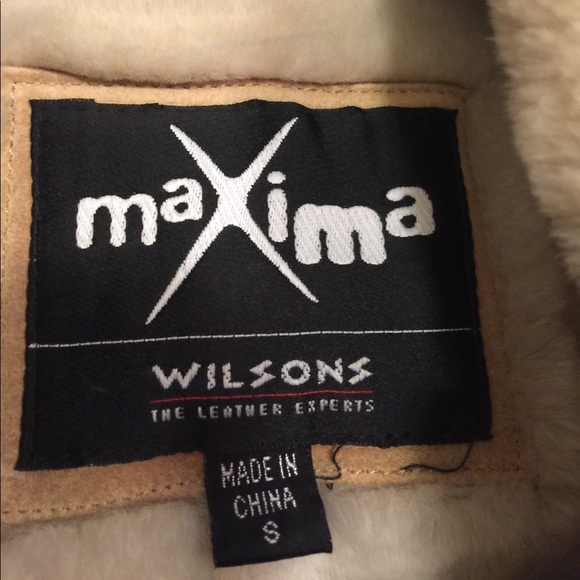 maXima
WILSONS
THE LEATHER EXPERTS
MADE IN
CHINA
S